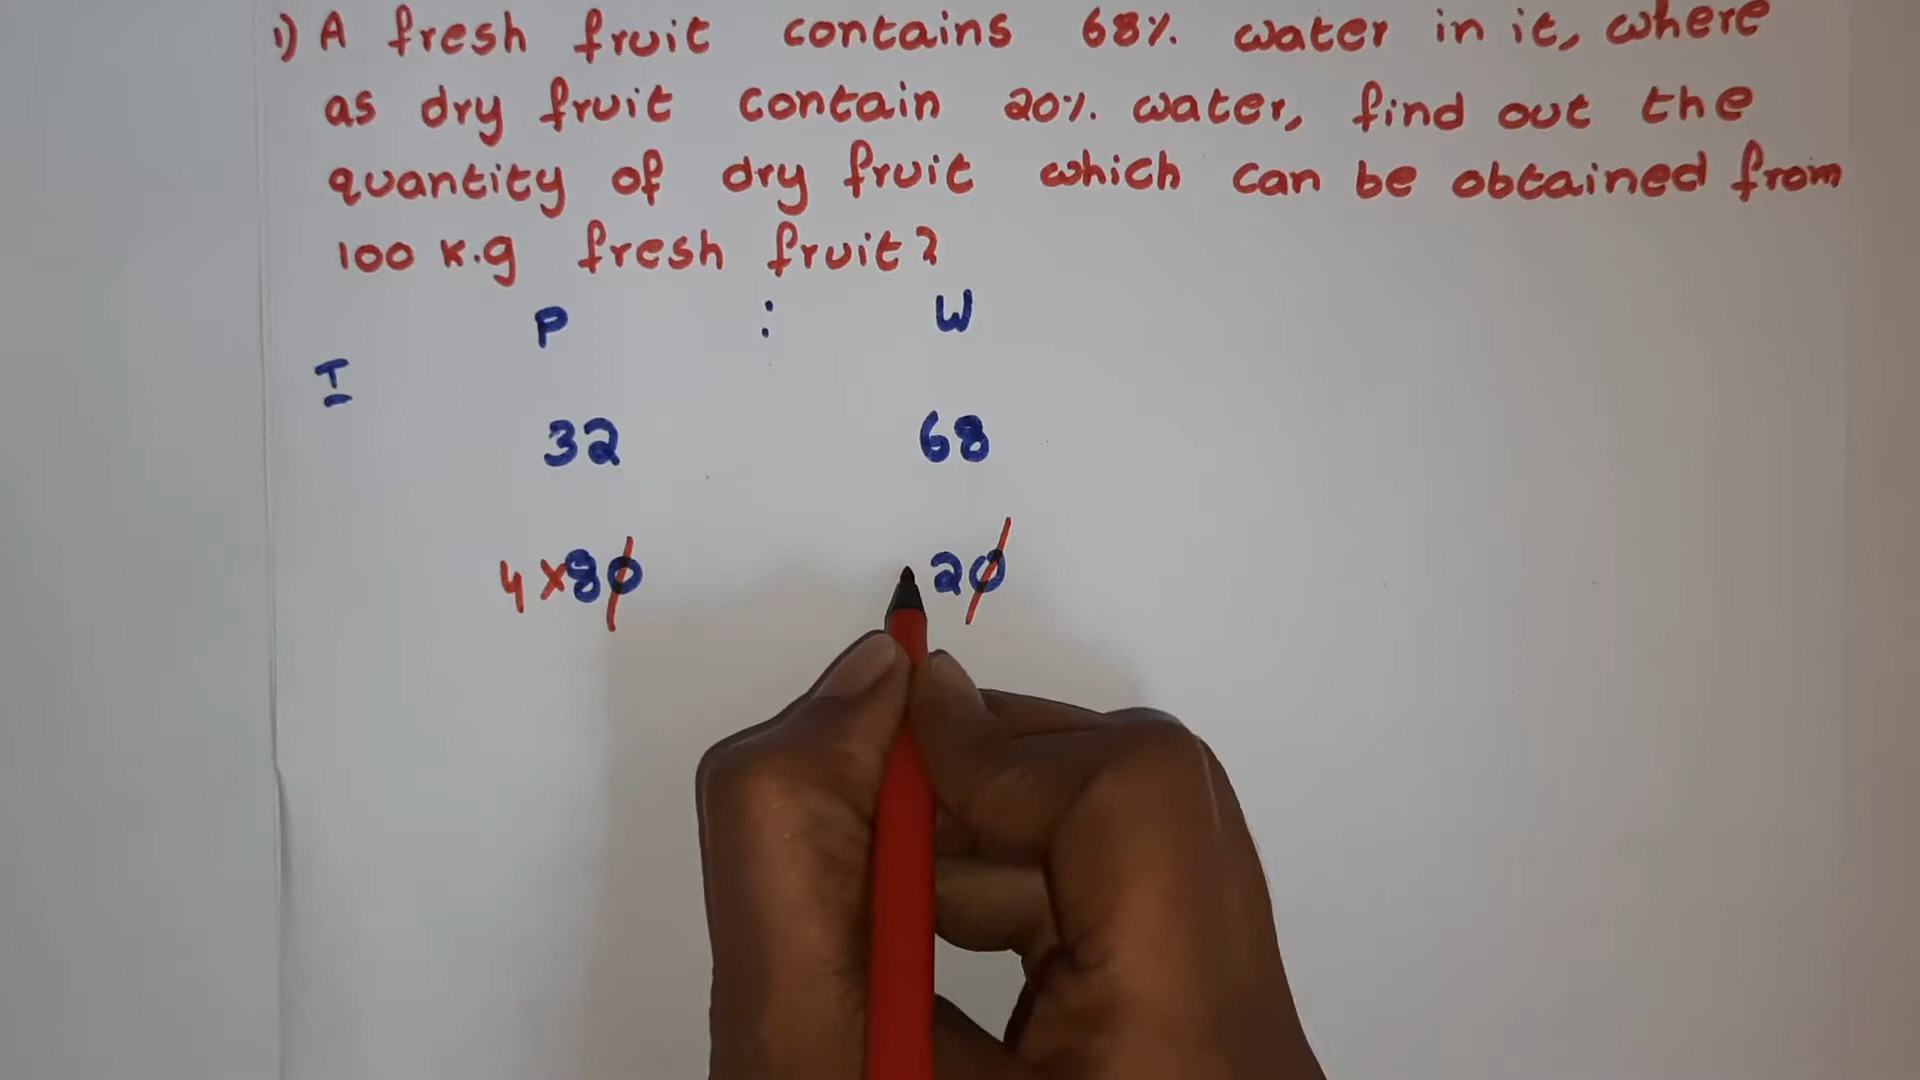 1) A fresh fruit contains 68% water in it, where
as dry fruit contain 20% water, find out the
quantity of dry fruit which can be obtained from
100 K.g fresh fruit?
P : W
I
32 68
4×80 20